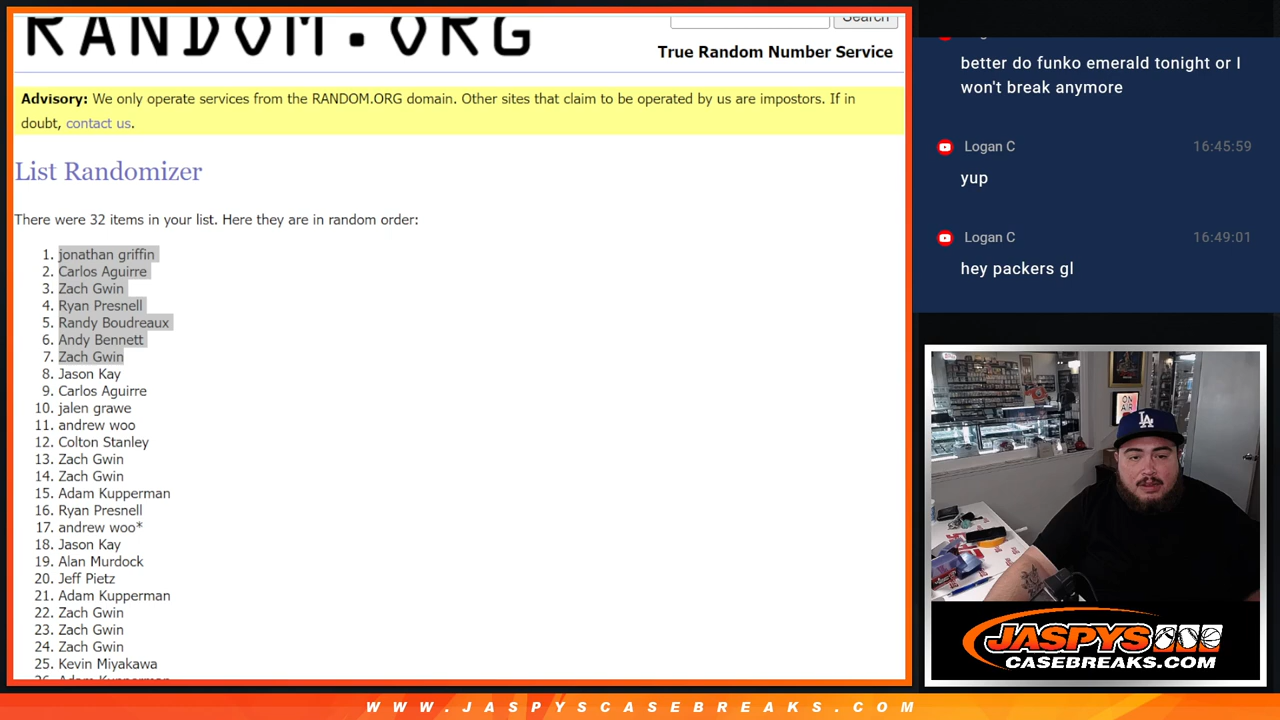 RANDOM.ORG
Search
True Random Number Service
Advisory: We only operate services from the RANDOM.ORG domain. Other sites that claim to be operated by us are impostors. If in
doubt, contact us.
List Randomizer
There were 32 items in your list. Here they are in random order:
1. jonathan griffin
2. Carlos Aguirre
3. Zach Gwin
4. Ryan Presnell
5. Randy Boudreaux
6. Andy Bennett
7. Zach Gwin
8. Jason Kay
9. Carlos Aguirre
10. jalen grawe
11. andrew woo
12. Colton Stanley
13. Zach Gwin
14. Zach Gwin
15. Adam Kupperman
16. Ryan Presnell
17. andrew woo*
18. Jason Kay
19. Alan Murdock
20. Jeff Pietz
21. Adam Kupperman
22. Zach Gwin
23. Zach Gwin
24. Zach Gwin
25. Kevin Miyakawa
26. Adam Kupperman
better do funko emerald tonight or I
won't break anymore
Logan C 16:45:59
yup
Logan C 16:49:01
hey packers gl
ON
AIR
LA
JASPYS
CASEBREAKS.COM
WWW.JASPYSCASEBREAKS.COM